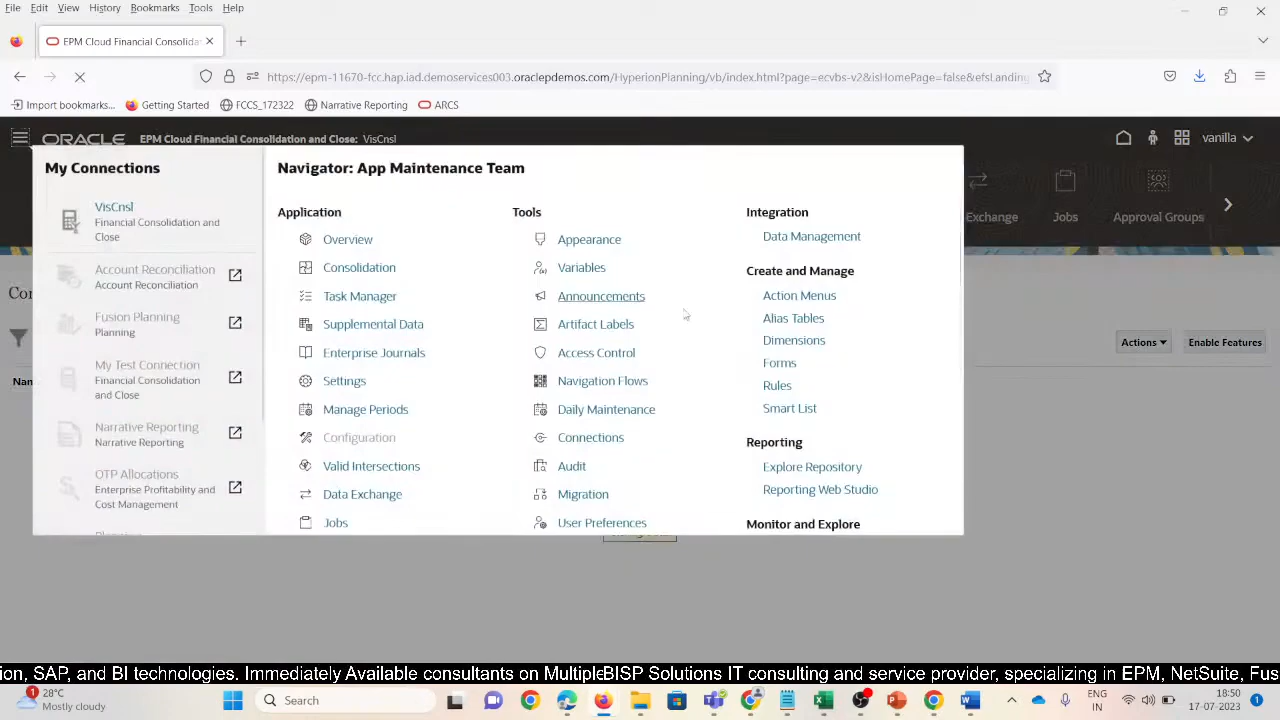 File Edit View History Bookmarks Tools Help
EPM Cloud Financial Consolida
https://epm-11670-fcc.hap.iad.demoservices003.oraclepdemos.com/HyperionPlanning/vb/index.html?page=ecvbs-v2&isHomePage=false&efsLanding
Import bookmarks... Getting Started FCCS_172322 Narrative Reporting ARCS
ORACLE EPM Cloud Financial Consolidation and Close: VisCnsl vanilla
Exchange Jobs Approval Groups
My Connections
VisCnsl
Financial Consolidation and
Close
Account Reconciliation
Account Reconciliation
Fusion Planning
Planning
My Test Connection
Financial Consolidation
and Close
Narrative Reporting
Narrative Reporting
OTP Allocations
Enterprise Profitability and
Cost Management
Navigator: App Maintenance Team
Application
Overview
Consolidation
Task Manager
Supplemental Data
Enterprise Journals
Settings
Manage Periods
Configuration
Valid Intersections
Data Exchange
Jobs
Tools
Appearance
Variables
Announcements
Artifact Labels
Access Control
Navigation Flows
Daily Maintenance
Connections
Audit
Migration
User Preferences
Integration
Data Management
Create and Manage
Action Menus
Alias Tables
Dimensions
Forms
Rules
Smart List
Reporting
Explore Repository
Reporting Web Studio
Monitor and Explore
Actions Enable Features
ion, SAP, and BI technologies. Immediately Available consultants on Multiple BISP Solutions IT consulting and service provider, specializing in EPM, NetSuite, Fus
1
28°C
Mostly cloudy
Search
ENG
IN
18:50
17-07-2023
1